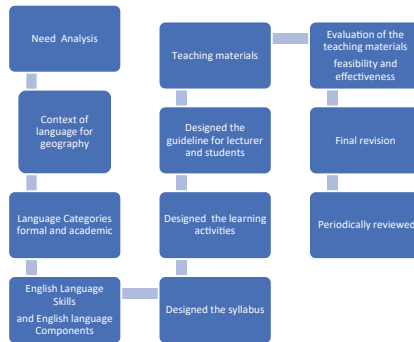 Need Analysis
Context of
language for
geography
Language Categories
formal and academic
English Language
Skills
and English language
Components
Designed the syllabus
Designed the learning
activities
Designed the
guideline for lecturer
and students
Teaching materials
Evaluation of the
teaching materials
feasibility and
effectiveness
Final revision
Periodically reviewed